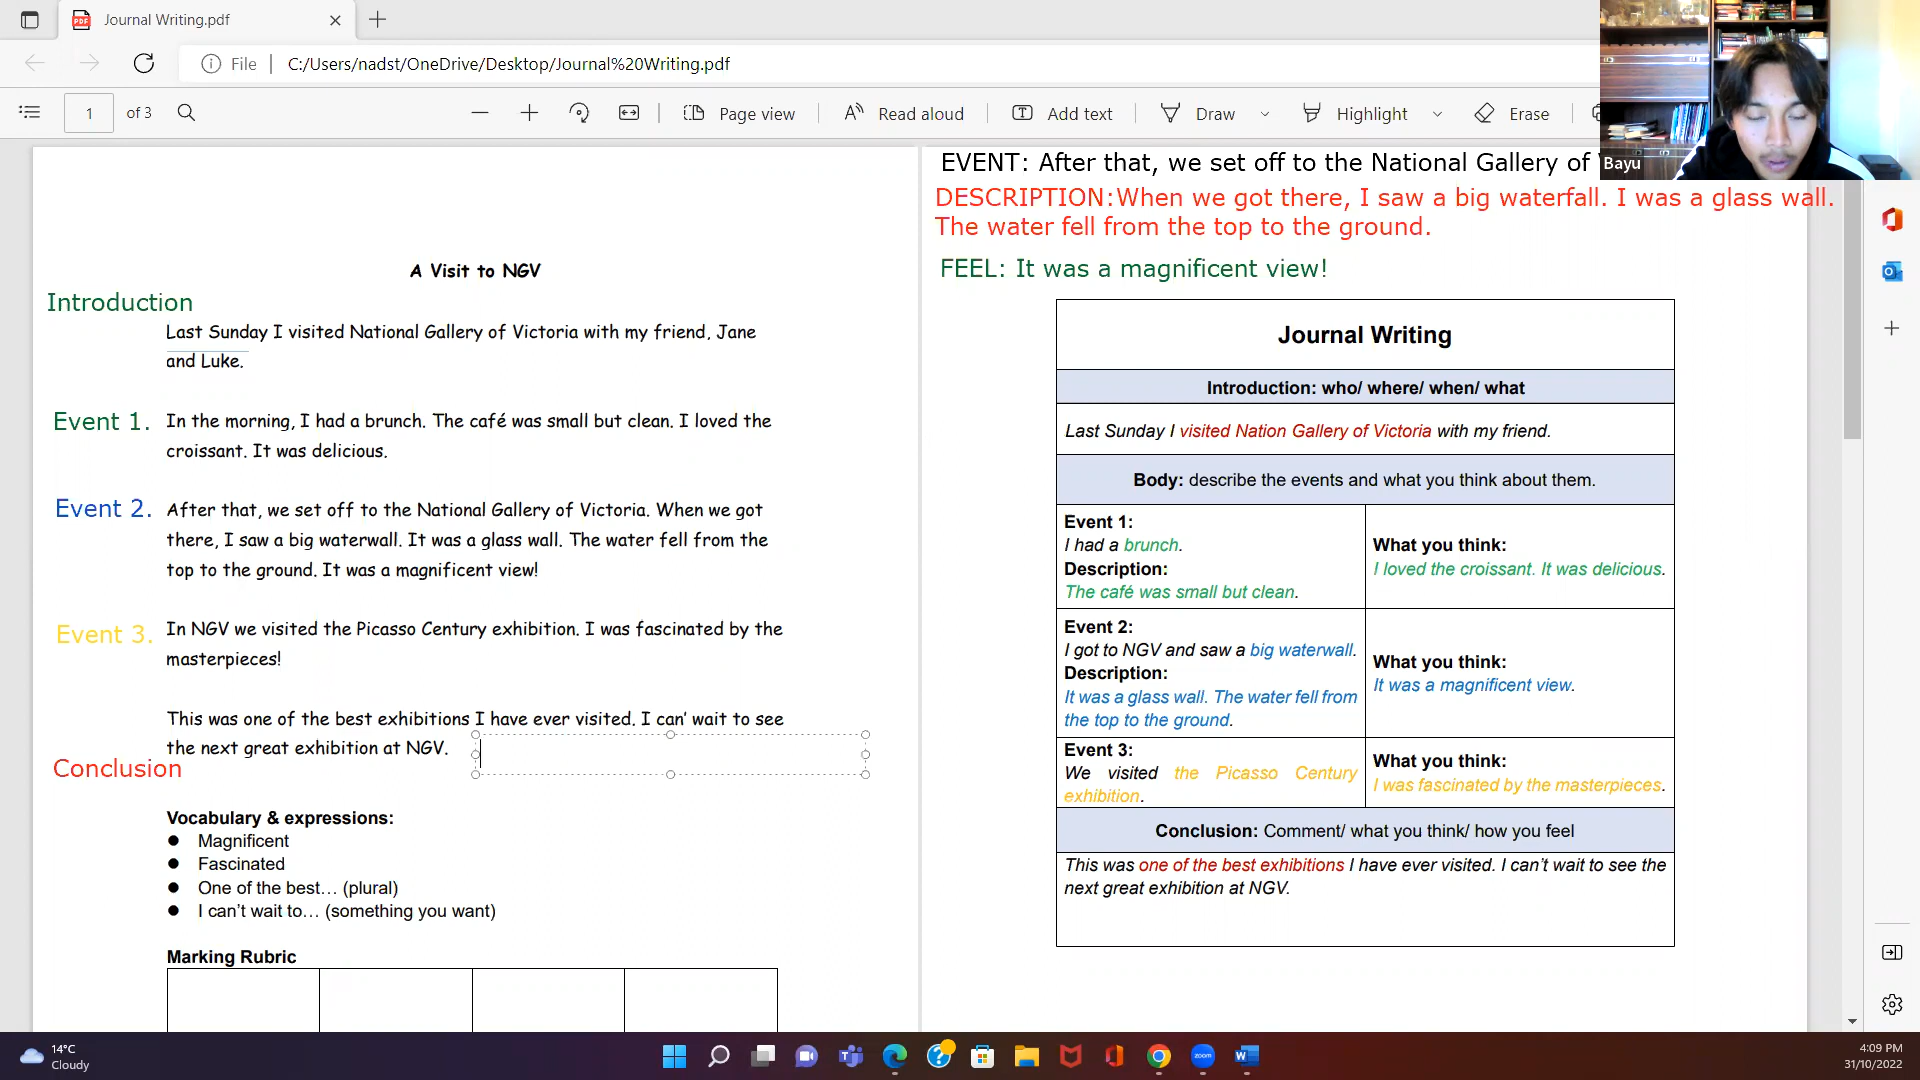 Journal Writing.pdf
File
C:/Users/nadst/OneDrive/Desktop/Journal%20Writing.pdf
1 of 3
Page view
Read aloud
Add text
Draw
Highlight
Erase
Bayu
A Visit to NGV
Introduction
Last Sunday I visited National Gallery of Victoria with my friend, Jane
and Luke.
Event 1.
In the morning, I had a brunch. The café was small but clean. I loved the
croissant. It was delicious.
Event 2.
After that, we set off to the National Gallery of Victoria. When we got
there, I saw a big waterwall. It was a glass wall. The water fell from the
top to the ground. It was a magnificent view!
Event 3.
In NGV we visited the Picasso Century exhibition. I was fascinated by the
masterpieces!
This was one of the best exhibitions I have ever visited. I can' wait to see
the next great exhibition at NGV.
Conclusion
Vocabulary & expressions:
● Magnificent
● Fascinated
● One of the best… (plural)
● I can't wait to… (something you want)
Marking Rubric
EVENT: After that, we set off to the National Gallery of
DESCRIPTION:When we got there, I saw a big waterfall. I was a glass wall.
The water fell from the top to the ground.
FEEL: It was a magnificent view!
Journal Writing
Introduction: who/ where/ when/ what
Last Sunday I visited Nation Gallery of Victoria with my friend.
Body: describe the events and what you think about them.
Event 1:
I had a brunch.
Description:
The café was small but clean.
What you think:
I loved the croissant. It was delicious.
Event 2:
I got to NGV and saw a big waterwall.
Description:
It was a glass wall. The water fell from
the top to the ground.
What you think:
It was a magnificent view.
Event 3:
We visited the Picasso Century
exhibition.
What you think:
I was fascinated by the masterpieces.
Conclusion: Comment/ what you think/ how you feel
This was one of the best exhibitions I have ever visited. I can't wait to see the
next great exhibition at NGV.
14°C
Cloudy
4:09 PM
31/10/2022